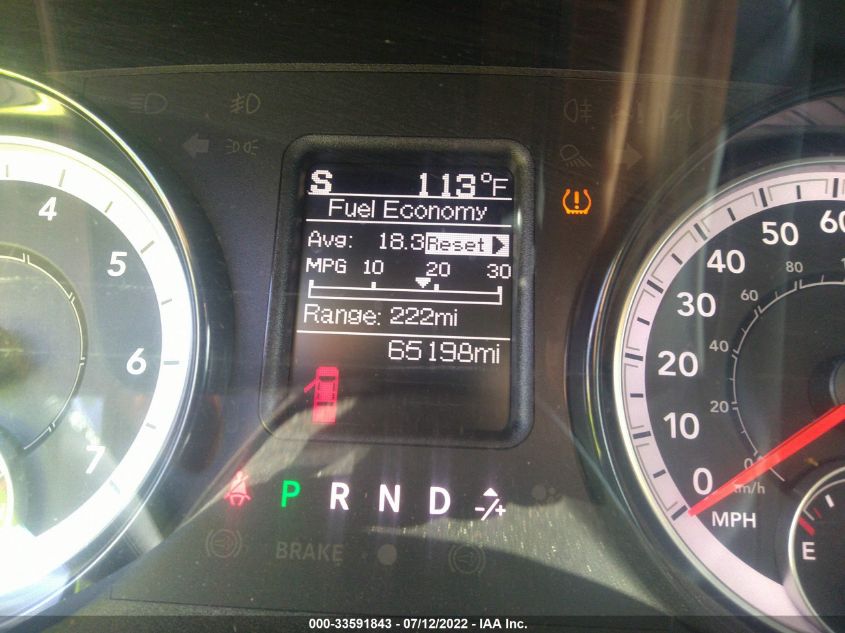 S 113°F
Fuel Economy
Avg: 18.3 Reset
MPG 10 20 30
Range: 222mi
65198mi
4
5
6
7
P R N D -/+
BRAKE
60
50
40
30
20
10
0
80
60
40
20
0
km/h
MPH
E
000-33591843 - 07/12/2022 - IAA Inc.